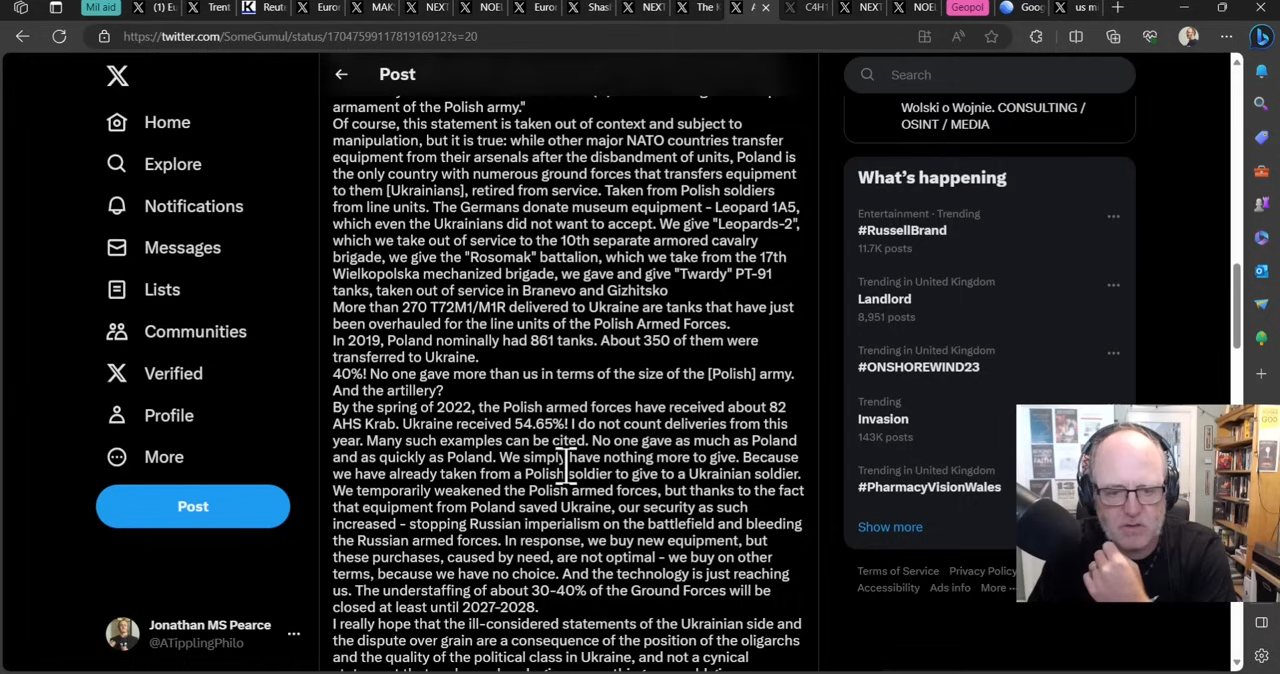 Mil aid
(1) Eu
Trent
Reut
Euror
MAK
NEXT
NOE
Euror
Shas
NEXT
The K
A
C4H1
NEXT
NOE
Geopol
Goog
us m
https://twitter.com/SomeGumul/status/1704759911781916912?s=20
Post
Search
Home
Explore
Notifications
Messages
Lists
Communities
Verified
Profile
More
Post
Jonathan MS Pearce
@ATipplingPhilo
armament of the Polish army."
Of course, this statement is taken out of context and subject to
manipulation, but it is true: while other major NATO countries transfer
equipment from their arsenals after the disbandment of units, Poland is
the only country with numerous ground forces that transfers equipment
to them [Ukrainians], retired from service. Taken from Polish soldiers
from line units. The Germans donate museum equipment - Leopard 1A5,
which even the Ukrainians did not want to accept. We give "Leopards-2",
which we take out of service to the 10th separate armored cavalry
brigade, we give the "Rosomak" battalion, which we take from the 17th
Wielkopolska mechanized brigade, we gave and give "Twardy" PT-91
tanks, taken out of service in Branevo and Gizhitsko
More than 270 T72M1/M1R delivered to Ukraine are tanks that have just
been overhauled for the line units of the Polish Armed Forces.
In 2019, Poland nominally had 861 tanks. About 350 of them were
transferred to Ukraine.
40%! No one gave more than us in terms of the size of the [Polish] army.
And the artillery?
By the spring of 2022, the Polish armed forces have received about 82
AHS Krab. Ukraine received 54.65%! I do not count deliveries from this
year. Many such examples can be cited. No one gave as much as Poland
and as quickly as Poland. We simply have nothing more to give. Because
we have already taken from a Polish soldier to give to a Ukrainian soldier.
We temporarily weakened the Polish armed forces, but thanks to the fact
that equipment from Poland saved Ukraine, our security as such
increased - stopping Russian imperialism on the battlefield and bleeding
the Russian armed forces. In response, we buy new equipment, but
these purchases, caused by need, are not optimal - we buy on other
terms, because we have no choice. And the technology is just reaching
us. The understaffing of about 30-40% of the Ground Forces will be
closed at least until 2027-2028.
I really hope that the ill-considered statements of the Ukrainian side and
the dispute over grain are a consequence of the position of the oligarchs
and the quality of the political class in Ukraine, and not a cynical
Wolski o Wojnie. CONSULTING /
OSINT / MEDIA
What's happening
Entertainment · Trending
#RussellBrand
11.7K posts
Trending in United Kingdom
Landlord
8,951 posts
Trending in United Kingdom
#ONSHOREWIND23
Trending
Invasion
143K posts
Trending in United Kingdom
#PharmacyVisionWales
Show more
Terms of Service Privacy Policy
Accessibility Ads info More ···